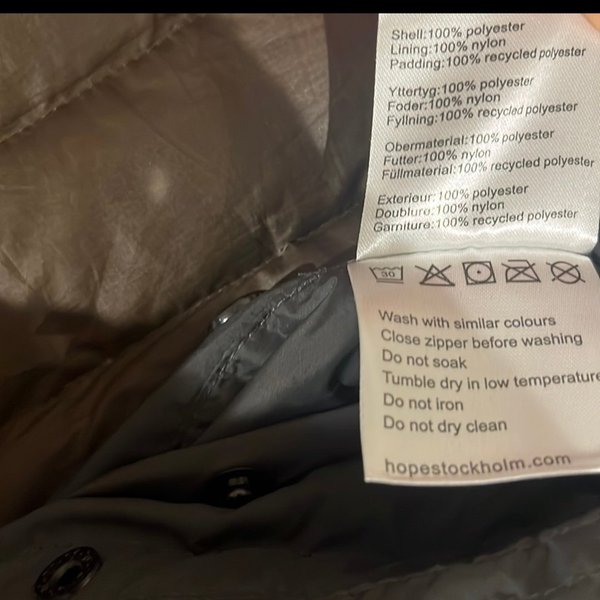 Shell:100% polyester
Lining:100% nylon
Padding:100% recycled polyester
Yttertyg:100% polyester
Foder:100% nylon
Fyllning:100% recycled polyester
Obermaterial:100% polyester
Futter:100% nylon
Füllmaterial:100% recycled polyester
Exterieur:100% polyester
Doublure:100% nylon
Garniture:100% recycled polyester
30
Wash with similar colours
Close zipper before washing
Do not soak
Tumble dry in low temperature
Do not iron
Do not dry clean
hopestockholm.com